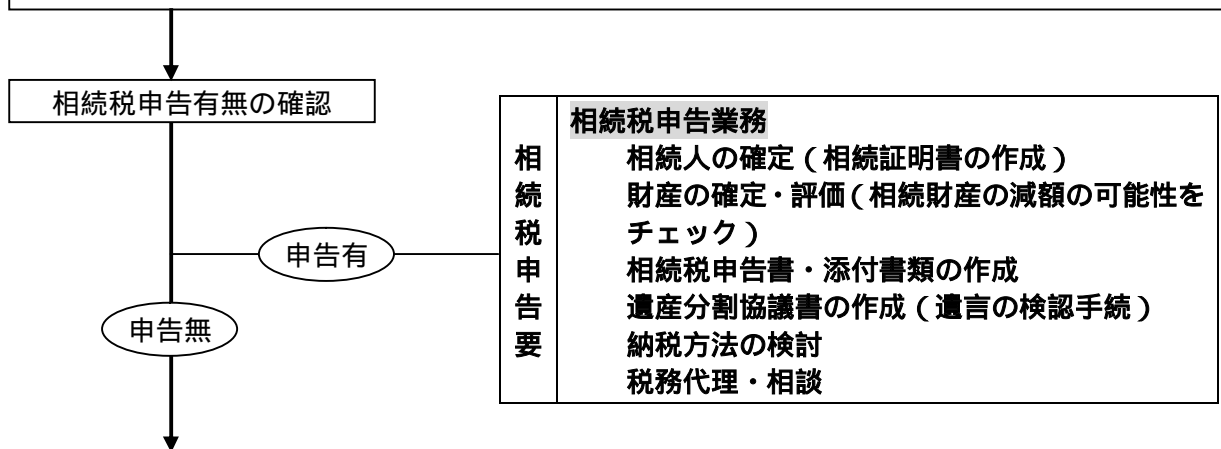 相続税申告有無の確認
申告有
申告無
相続税申告要
相続税申告業務
相続人の確定(相続証明書の作成)
財産の確定・評価(相続財産の減額の可能性を
チェック)
相続税申告書・添付書類の作成
遺産分割協議書の作成(遺言の検認手続)
納税方法の検討
税務代理・相談